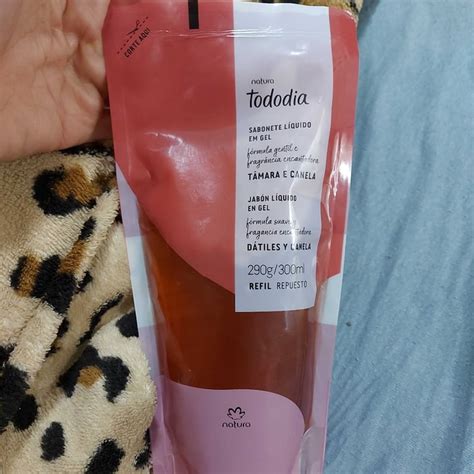 CORTE AQUI
natura
Tododia
SABONETE LÍQUIDO
EM GEL
fórmula gentil e
fragrância encantadora
TÂMARA E CANELA
JABÓN LÍQUIDO
EN GEL
fórmula suave y
fragancia encantadora
DÁTILES Y CANELA
290g/300ml
REFIL REPUESTO
natura